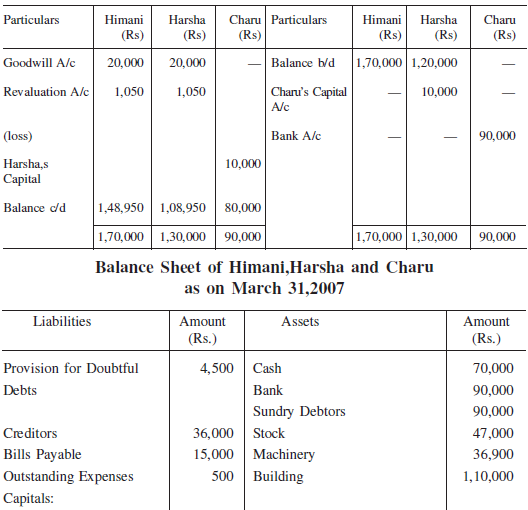 Particulars Himani Harsha Charu Particulars Himani Harsha Charu
(Rs) (Rs) (Rs) (Rs) (Rs) (Rs)
Goodwill A/c 20,000 20,000 — Balance b/d 1,70,000 1,20,000 —
Revaluation A/c 1,050 1,050 Charu's Capital — 10,000 —
A/c
(loss) Bank A/c — — 90,000
Harsha,s 10,000
Capital
Balance c/d 1,48,950 1,08,950 80,000
1,70,000 1,30,000 90,000 1,70,000 1,30,000 90,000
Balance Sheet of Himani,Harsha and Charu
as on March 31,2007
Liabilities Amount Assets Amount
(Rs.) (Rs.)
Provision for Doubtful 4,500 Cash 70,000
Debts Bank 90,000
Sundry Debtors 90,000
Creditors 36,000 Stock 47,000
Bills Payable 15,000 Machinery 36,900
Outstanding Expenses 500 Building 1,10,000
Capitals: